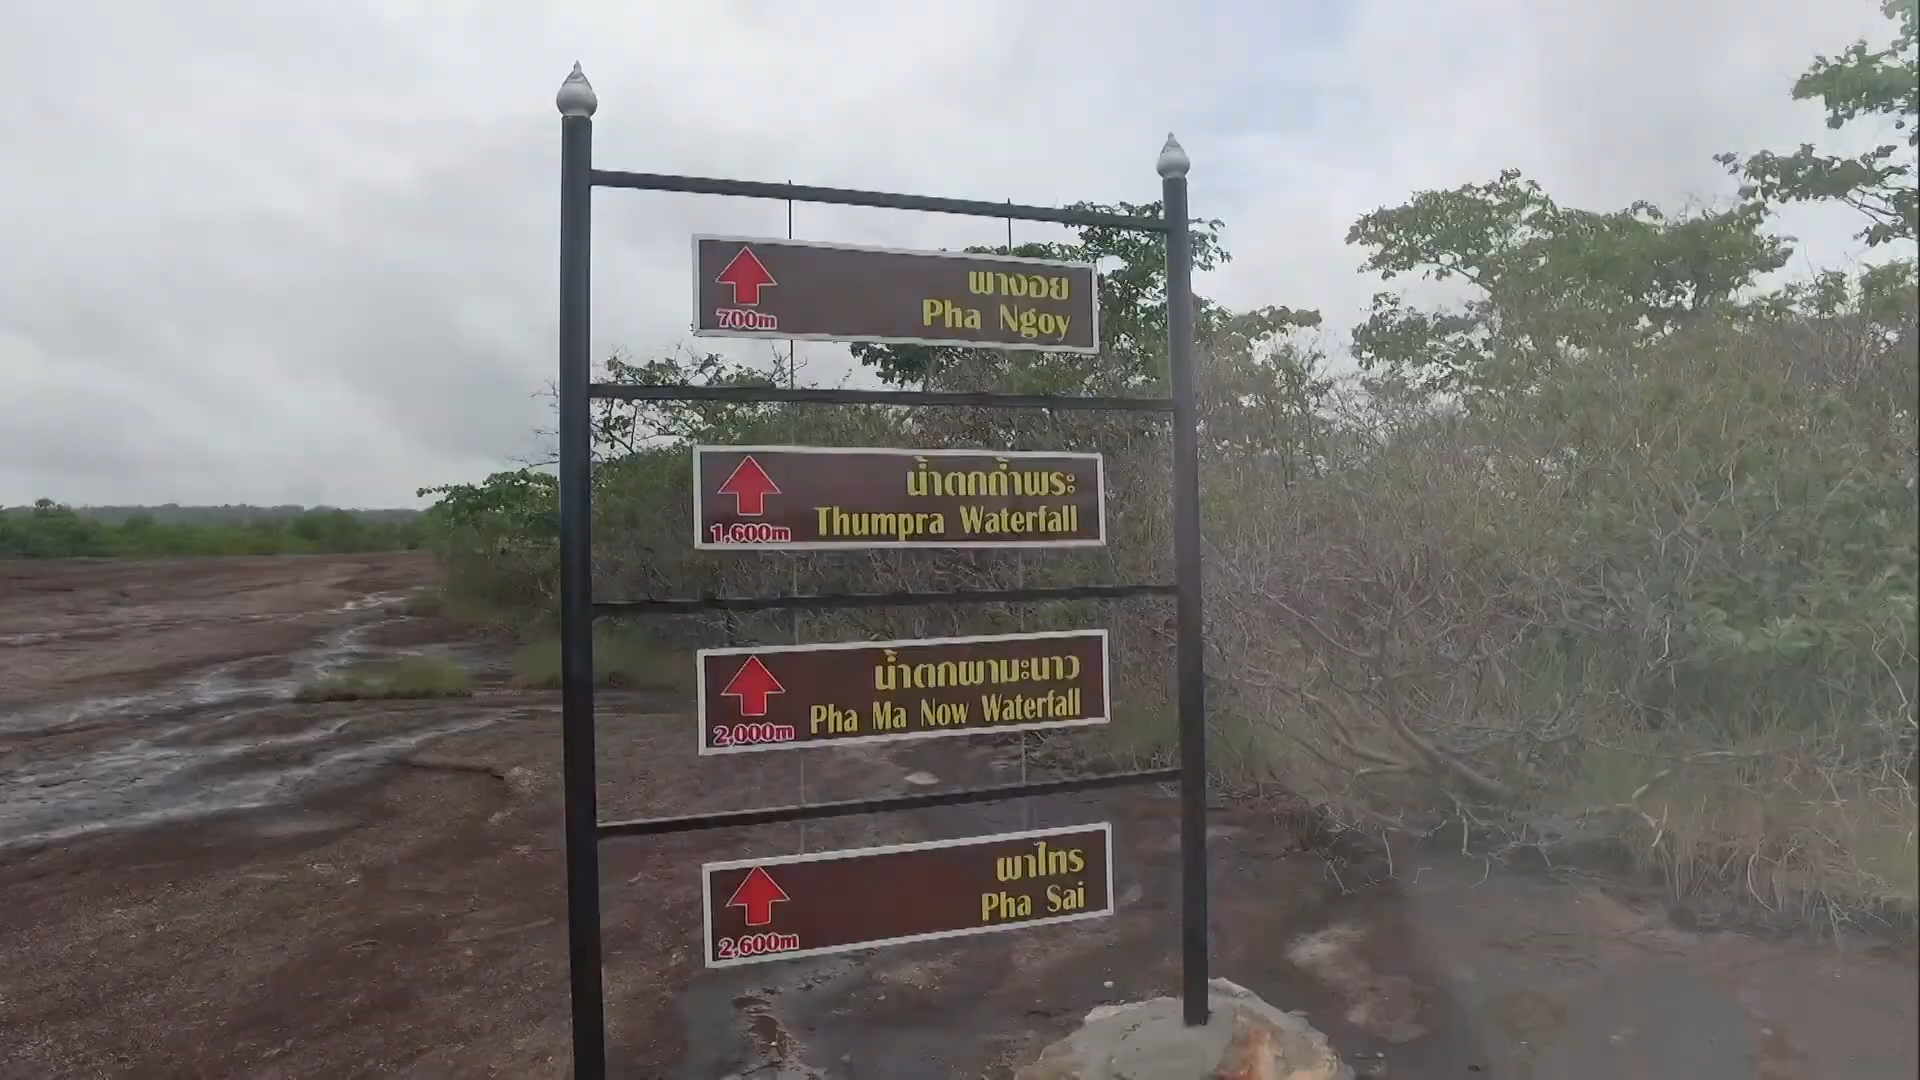 ผางอย
Pha Ngoy
700m
น้ำตกถ้ำพระ
Thumpra Waterfall
1,600m
น้ำตกผามะนาว
Pha Ma Now Waterfall
2,000m
ผาไทร
Pha Sai
2,600m